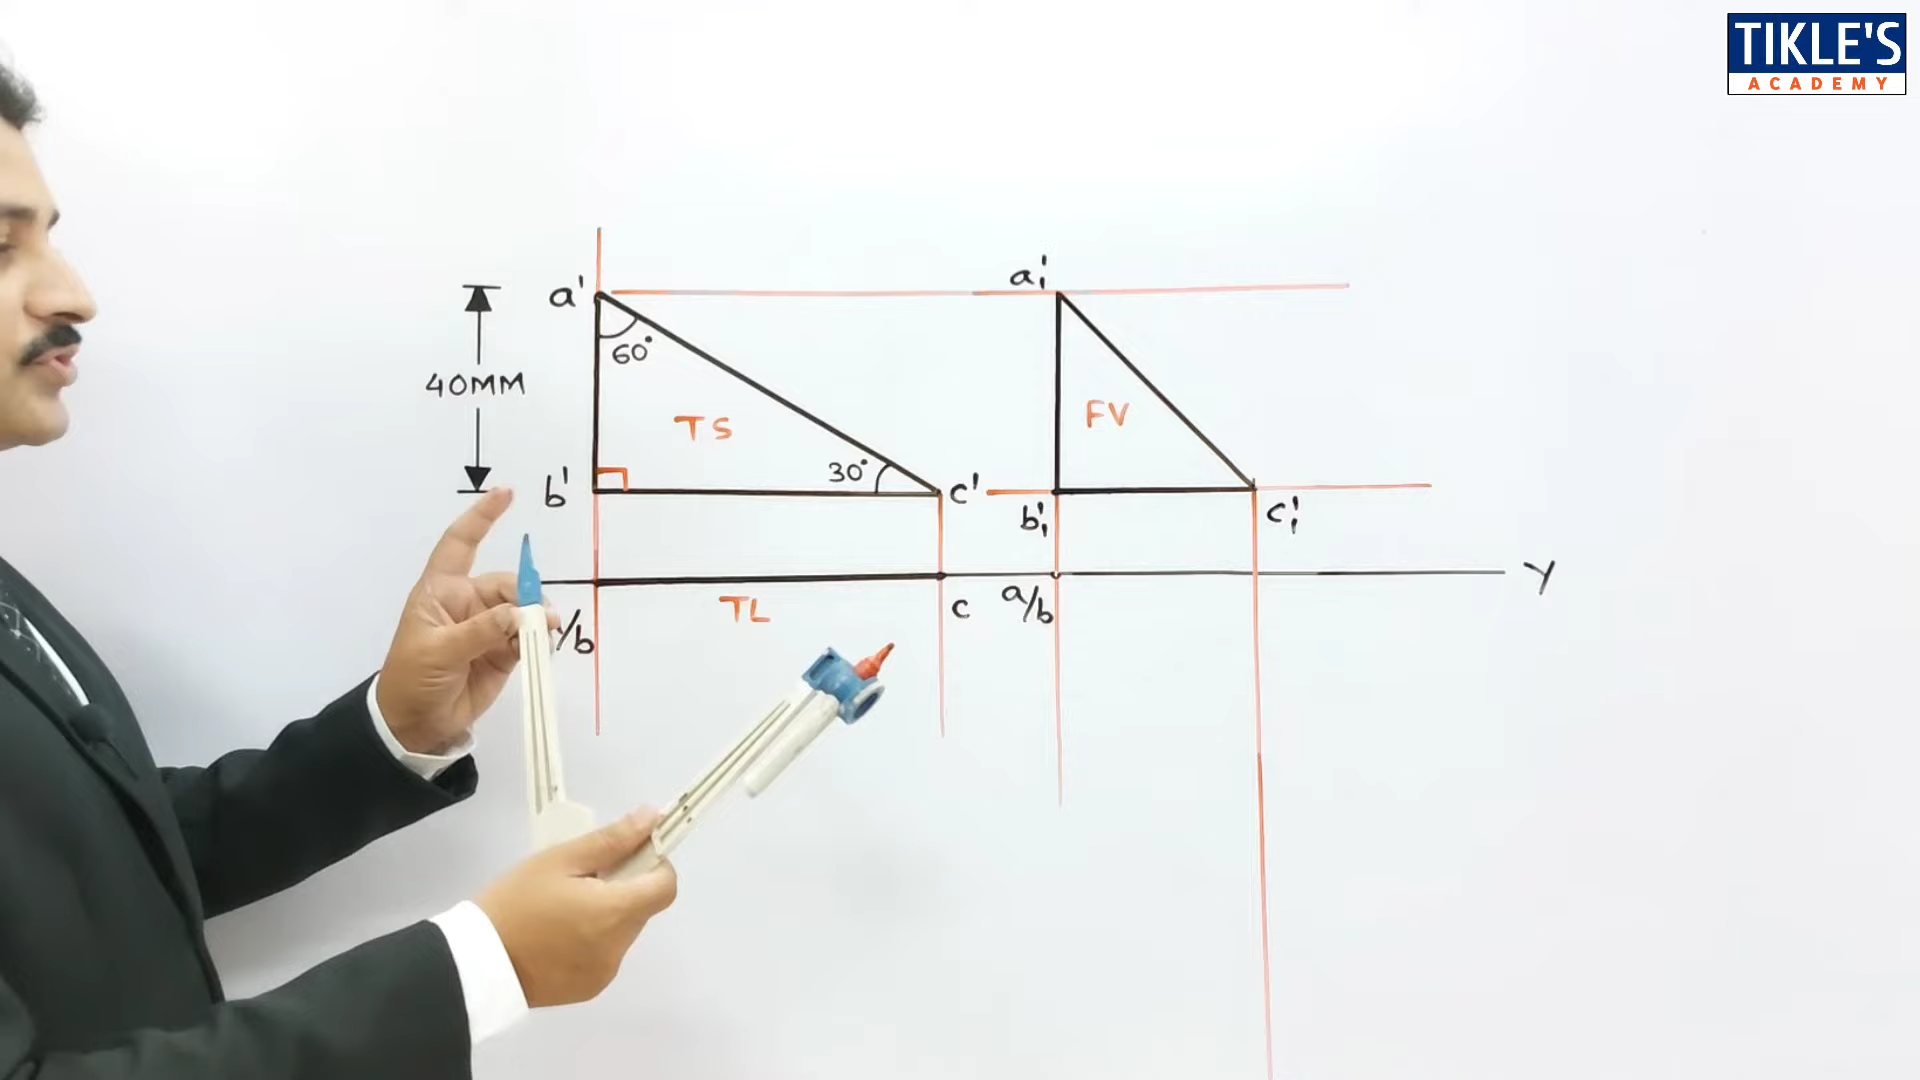 TIKLE'S
ACADEMY
a'
60°
40MM
TS
b'
30°
c'
a₁'
FV
b₁'
c₁'
Y
/b
TL
c
a/b